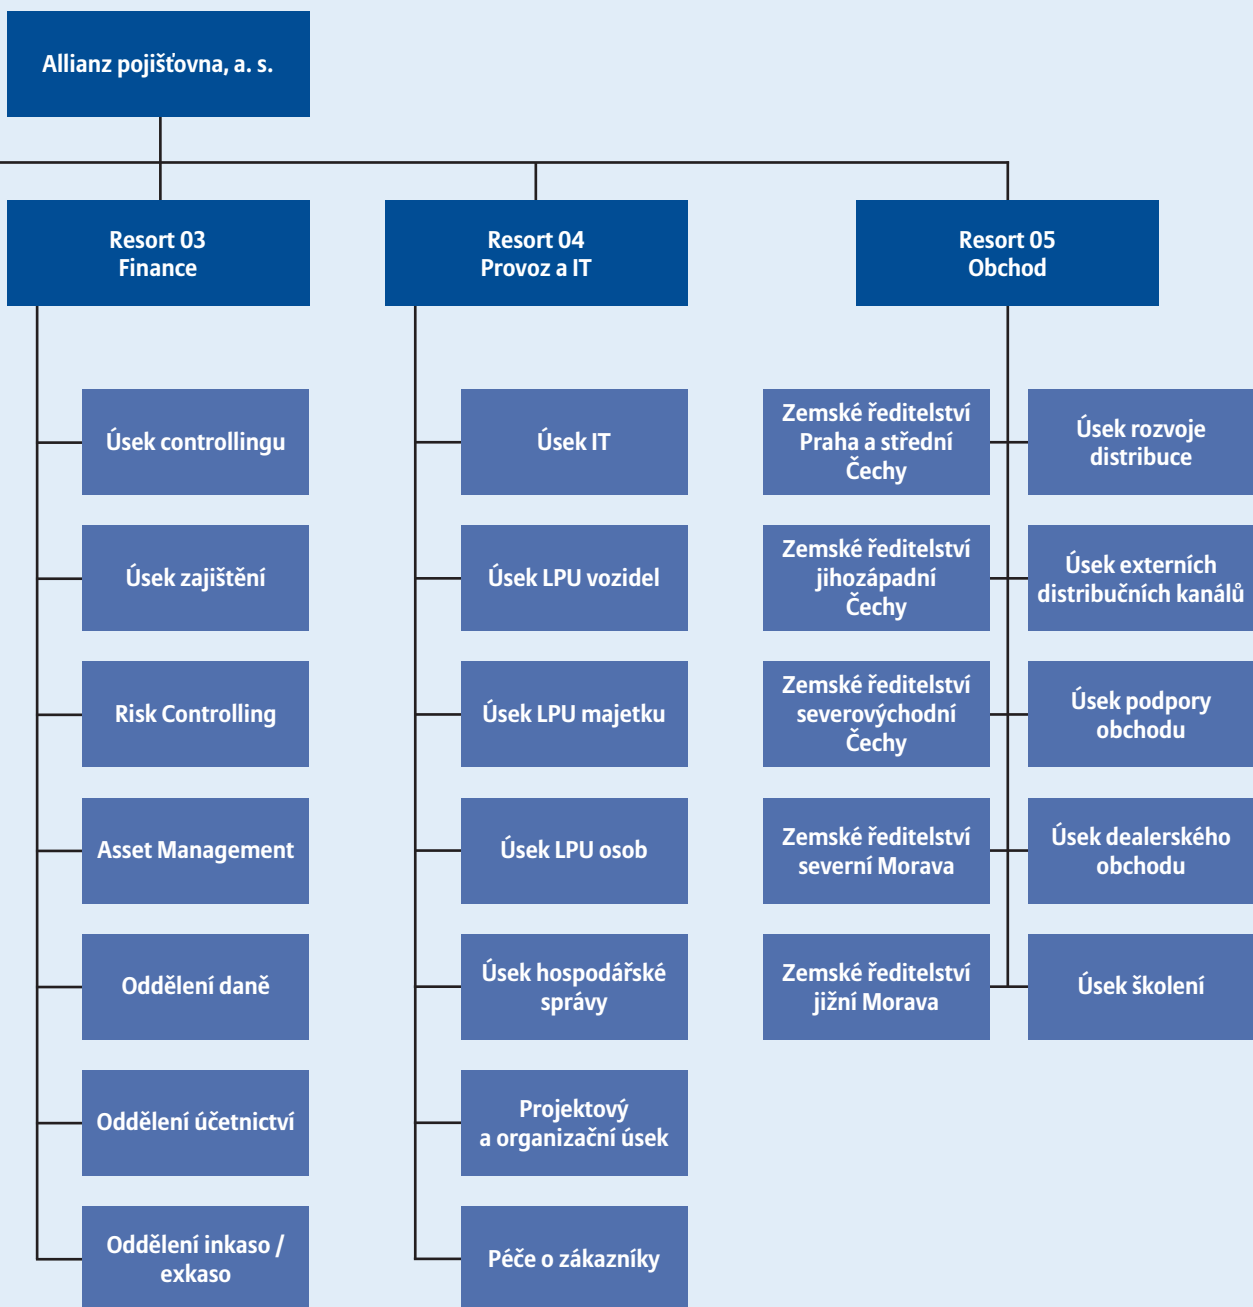 Allianz pojišťovna, a. s.
Resort 03
Finance
Resort 04
Provoz a IT
Resort 05
Obchod
Úsek controllingu
Úsek zajištění
Risk Controlling
Asset Management
Oddělení daně
Oddělení účetnictví
Oddělení inkaso /
exkaso
Úsek IT
Úsek LPU vozidel
Úsek LPU majetku
Úsek LPU osob
Úsek hospodářské
správy
Projektový
a organizační úsek
Péče o zákazníky
Zemské ředitelství
Praha a střední
Čechy
Zemské ředitelství
jihozápadní
Čechy
Zemské ředitelství
severovýchodní
Čechy
Zemské ředitelství
severní Morava
Zemské ředitelství
jižní Morava
Úsek rozvoje
distribuce
Úsek externích
distribučních kanálů
Úsek podpory
obchodu
Úsek dealerského
obchodu
Úsek školení